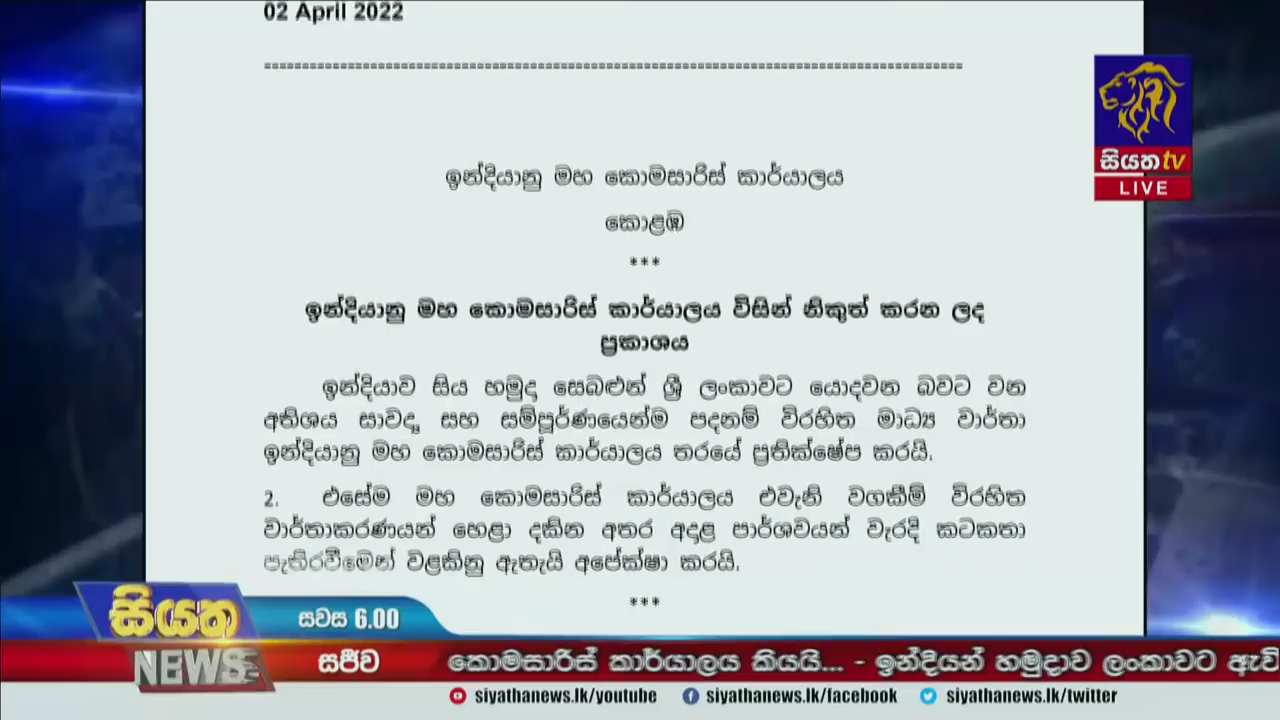 02 April 2022
==========================================================================================
ඉන්දියානු මහ කොමසාරිස් කාර්යාලය
කොළඹ
***
ඉන්දියානු මහ කොමසාරිස් කාර්යාලය විසින් නිකුත් කරන ලද
ප්‍රකාශය
ඉන්දියාව සිය හමුදා සෙබළුන් ශ්‍රී ලංකාවට යොදවන බවට වන
අතිශය සාවද්‍ය සහ සම්පූර්ණයෙන්ම පදනම් විරහිත මාධ්‍ය වාර්තා
ඉන්දියානු මහ කොමසාරිස් කාර්යාලය තරයේ ප්‍රතික්ෂේප කරයි.
2. එසේම මහ කොමසාරිස් කාර්යාලය එවැනි වගකීම් විරහිත
වාර්තාකරණයන් හෙළා දකින අතර අදාළ පාර්ශවයන් වැරදි කටකතා
පැතිරවීමෙන් වළකිනු ඇතැයි අපේක්ෂා කරයි.
***
සියත tv
LIVE
සියත
NEWS
සවස 6.00
සජීව
කොමසාරිස් කාර්යාලය කියයි... - ඉන්දියන් හමුදාව ලංකාවට ඇවි
siyathanews.lk/youtube siyathanews.lk/facebook siyathanews.lk/twitter